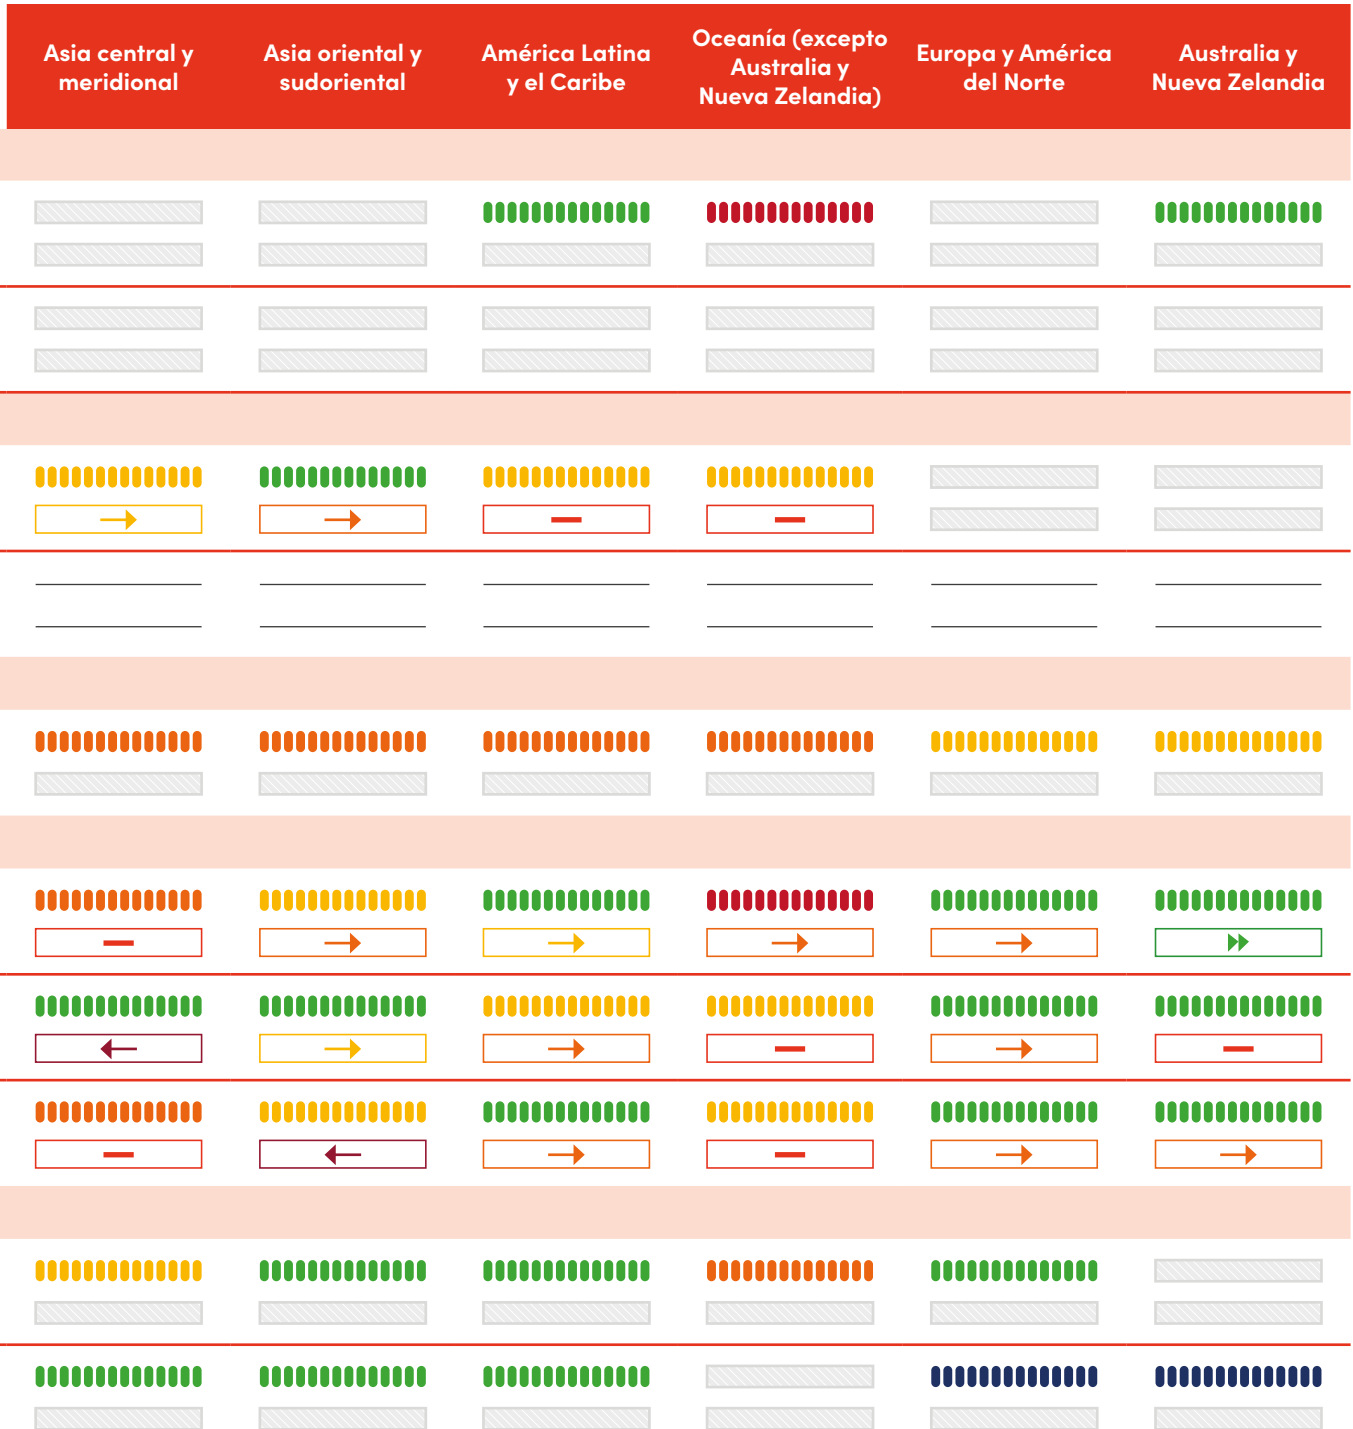 Asia central y
meridional
Asia oriental y
sudoriental
América Latina
y el Caribe
Oceanía (excepto
Australia y
Nueva Zelandia)
Europa y América
del Norte
Australia y
Nueva Zelandia